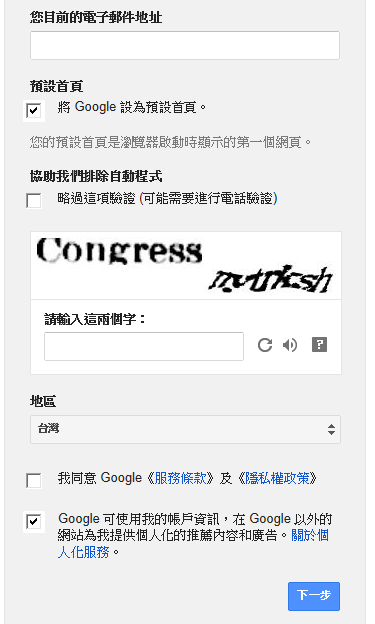 您目前的電子郵件地址
預設首頁
將 Google 設為預設首頁。
您的預設首頁是瀏覽器啟動時顯示的第一個網頁。
協助我們排除自動程式
略過這項驗證 (可能需要進行電話驗證)
Congress
請輸入這兩個字：
?
地區
台灣
我同意 Google《服務條款》及《隱私權政策》
Google 可使用我的帳戶資訊，在 Google 以外的
網站為我提供個人化的推薦內容和廣告。關於個
人化服務。
下一步